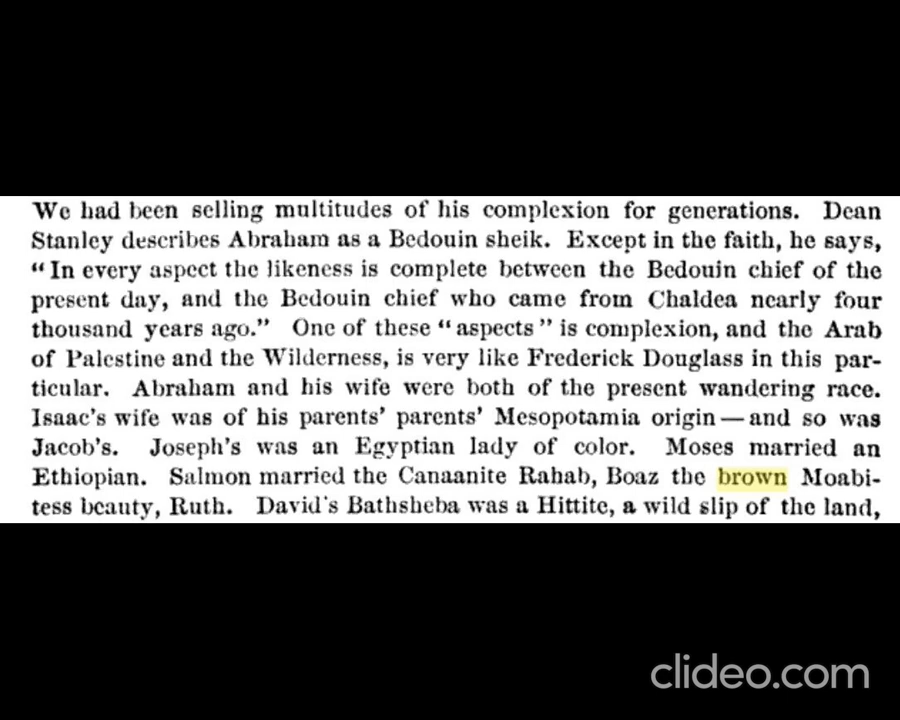 We had been selling multitudes of his complexion for generations. Dean
Stanley describes Abraham as a Bedouin sheik. Except in the faith, he says,
“In every aspect the likeness is complete between the Bedouin chief of the
present day, and the Bedouin chief who came from Chaldea nearly four
thousand years ago.” One of these “aspects” is complexion, and the Arab
of Palestine and the Wilderness, is very like Frederick Douglass in this par-
ticular. Abraham and his wife were both of the present wandering race.
Isaac's wife was of his parents' parents' Mesopotamia origin—and so was
Jacob's. Joseph's was an Egyptian lady of color. Moses married an
Ethiopian. Salmon married the Canaanite Rahab, Boaz the brown Moabi-
tess beauty, Ruth. David's Bathsheba was a Hittite, a wild slip of the land,
clideo.com